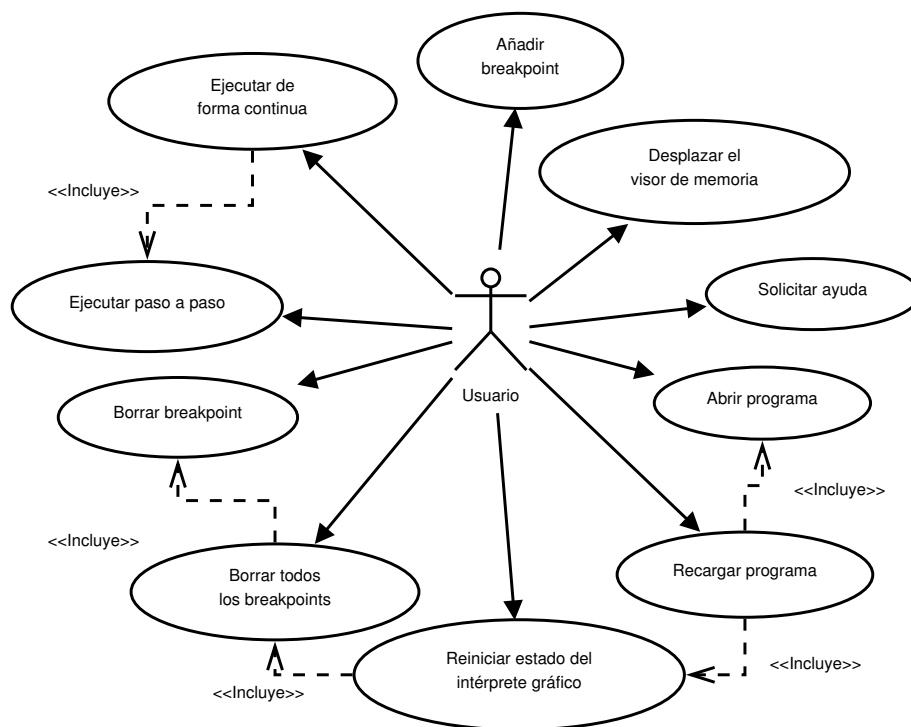 Añadir
breakpoint
Ejecutar de
forma continua
Desplazar el
visor de memoria
<<Incluye>>
Ejecutar paso a paso
Solicitar ayuda
Usuario
Borrar breakpoint
Abrir programa
<<Incluye>>
<<Incluye>>
Borrar todos
los breakpoints
Recargar programa
Reiniciar estado del
intérprete gráfico
<<Incluye>>
<<Incluye>>